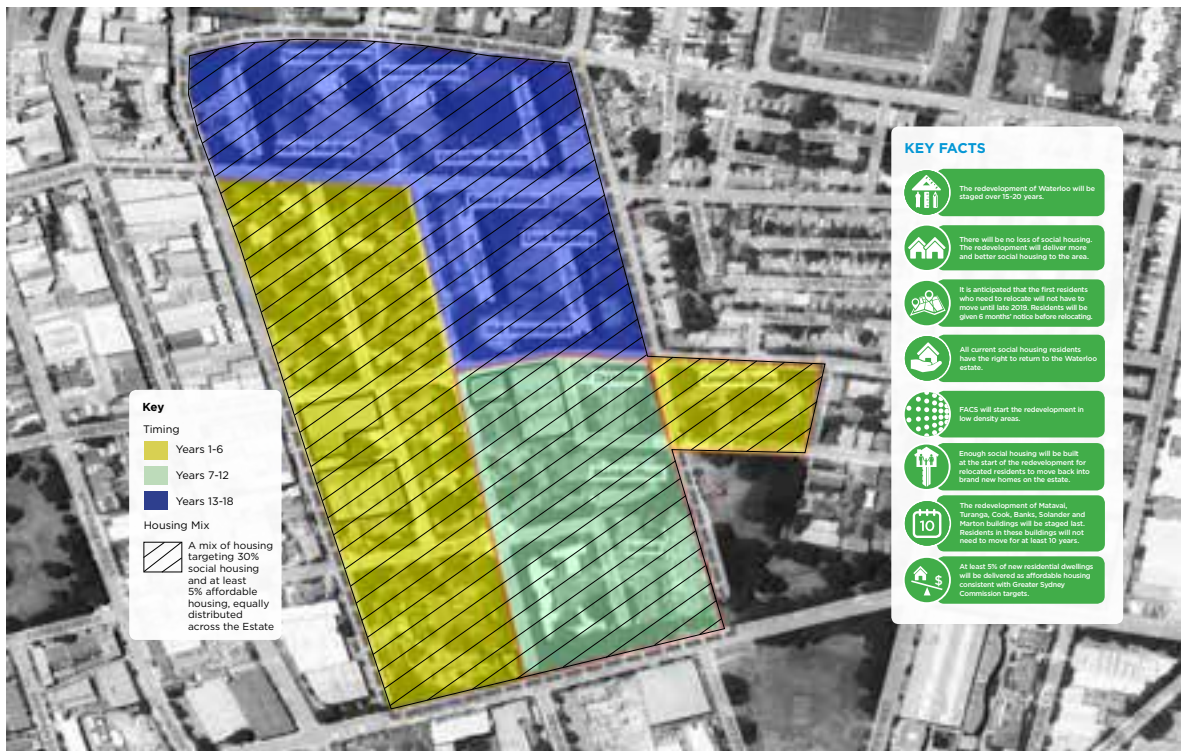 Key
Timing
Years 1-6
Years 7-12
Years 13-18
Housing Mix
A mix of housing
targeting 30%
social housing
and at least
5% affordable
housing, equally
distributed
across the Estate
KEY FACTS
The redevelopment of Waterloo will be
staged over 15-20 years.
There will be no loss of social housing.
The redevelopment will deliver more
and better social housing to the area.
It is anticipated that the first residents
who need to relocate will not have to
move until late 2019. Residents will be
given 6 months' notice before relocating.
All current social housing residents
have the right to return to the Waterloo
estate.
FACS will start the redevelopment in
low density areas.
Enough social housing will be built
at the start of the redevelopment for
relocated residents to move back into
brand new homes on the estate.
10
The redevelopment of Matavai,
Turanga, Cook, Banks, Solander and
Marton buildings will be staged last.
Residents in these buildings will not
need to move for at least 10 years.
$
At least 5% of new residential dwellings
will be delivered as affordable housing
consistent with Greater Sydney
Commission targets.